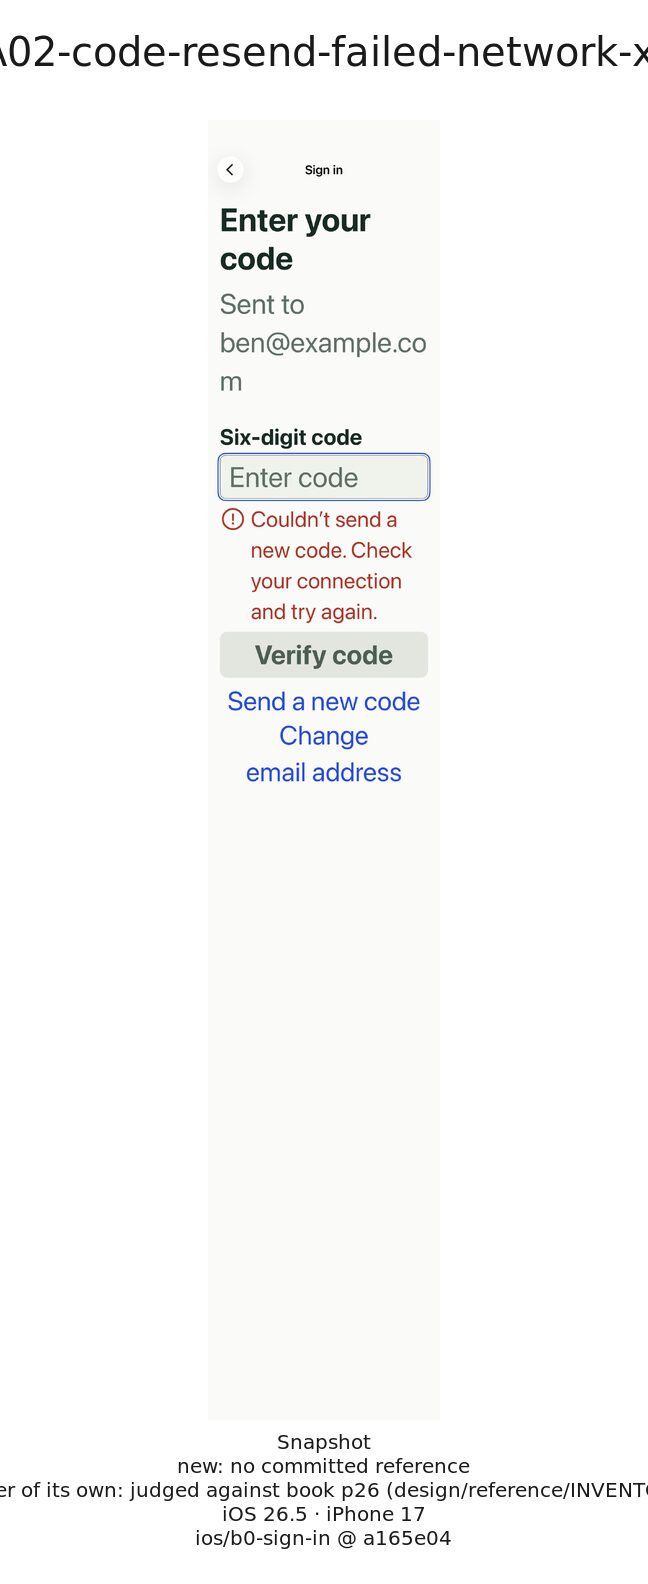 A02-code-resend-failed-network-x
Sign in
Enter your
code
Sent to
ben@example.co
m
Six-digit code
Enter code
Couldn’t send a
new code. Check
your connection
and try again.
Verify code
Send a new code
Change
email address
Snapshot
new: no committed reference
er of its own: judged against book p26 (design/reference/INVENTO
iOS 26.5 · iPhone 17
ios/b0-sign-in @ a165e04